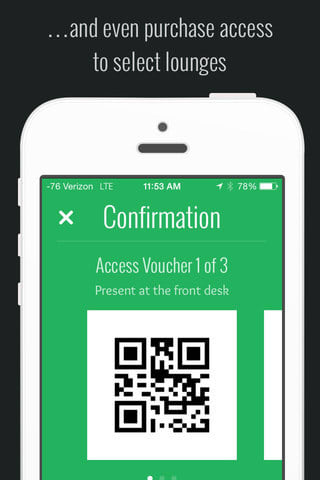 ...and even purchase access
to select lounges
-76 Verizon LTE 11:53 AM 78%
Confirmation
Access Voucher 1 of 3
Present at the front desk